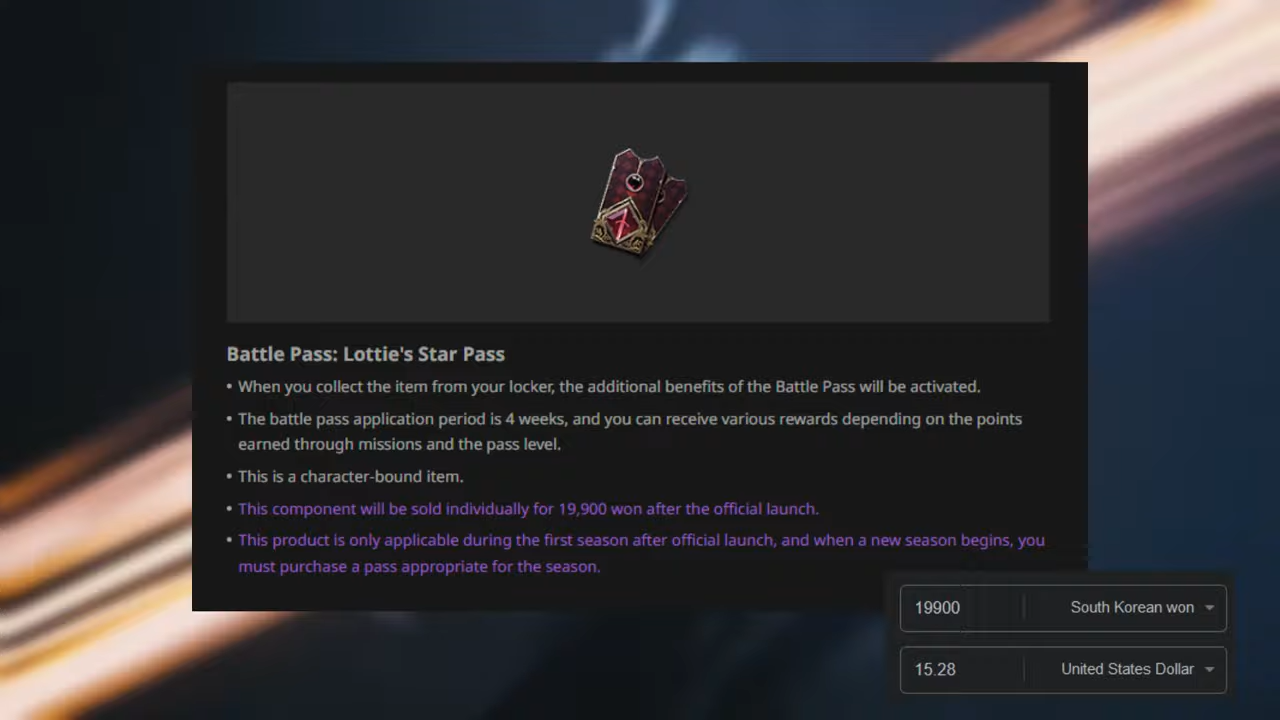 Battle Pass: Lottie's Star Pass
• When you collect the item from your locker, the additional benefits of the Battle Pass will be activated.
• The battle pass application period is 4 weeks, and you can receive various rewards depending on the points
earned through missions and the pass level.
• This is a character-bound item.
• This component will be sold individually for 19,900 won after the official launch.
• This product is only applicable during the first season after official launch, and when a new season begins, you
must purchase a pass appropriate for the season.
19900 South Korean won
15.28 United States Dollar